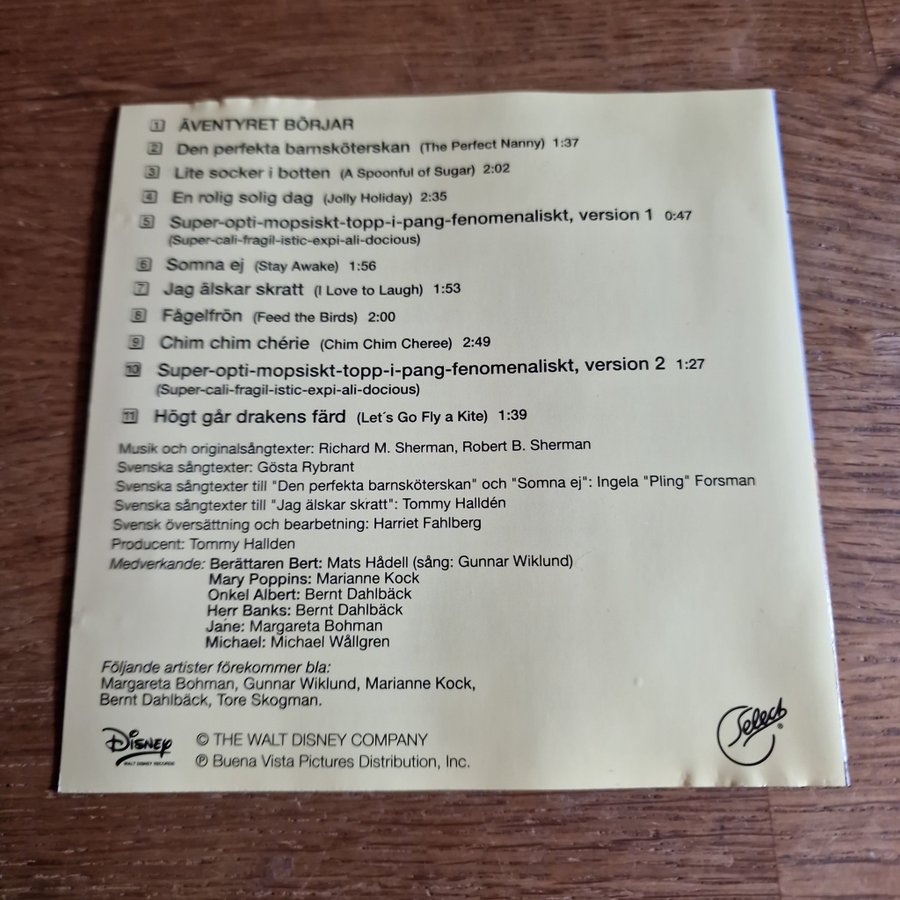 1 ÄVENTYRET BÖRJAR
2 Den perfekta barnsköterskan (The Perfect Nanny) 1:37
3 Lite socker i botten (A Spoonful of Sugar) 2:02
4 En rolig solig dag (Jolly Holiday) 2:35
5 Super-opti-mopsiskt-topp-i-pang-fenomenaliskt, version 1 0:47
(Super-cali-fragil-istic-expi-ali-docious)
6 Somna ej (Stay Awake) 1:56
7 Jag älskar skratt (I Love to Laugh) 1:53
8 Fågelfrön (Feed the Birds) 2:00
9 Chim chim chérie (Chim Chim Cheree) 2:49
10 Super-opti-mopsiskt-topp-i-pang-fenomenaliskt, version 2 1:27
(Super-cali-fragil-istic-expi-ali-docious)
11 Högt går drakens färd (Let´s Go Fly a Kite) 1:39
Musik och originalsångtexter: Richard M. Sherman, Robert B. Sherman
Svenska sångtexter: Gösta Rybrant
Svenska sångtexter till "Den perfekta barnsköterskan" och "Somna ej": Ingela "Pling" Forsman
Svenska sångtexter till "Jag älskar skratt": Tommy Halldén
Svensk översättning och bearbetning: Harriet Fahlberg
Producent: Tommy Hallden
Medverkande: Berättaren Bert: Mats Hådell (sång: Gunnar Wiklund)
Mary Poppins: Marianne Kock
Onkel Albert: Bernt Dahlbäck
Herr Banks: Bernt Dahlbäck
Jane: Margareta Bohman
Michael: Michael Wållgren
Följande artister förekommer bla:
Margareta Bohman, Gunnar Wiklund, Marianne Kock,
Bernt Dahlbäck, Tore Skogman.
Disney
WALT DISNEY RECORDS
© THE WALT DISNEY COMPANY
℗ Buena Vista Pictures Distribution, Inc.
Select ®